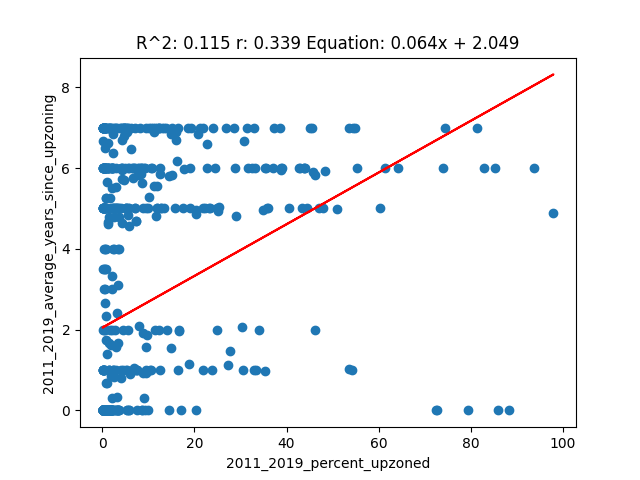 R^2: 0.115 r: 0.339 Equation: 0.064x + 2.049
2011_2019_average_years_since_upzoning
8
6
4
2
0
0 20 40 60 80 100
2011_2019_percent_upzoned